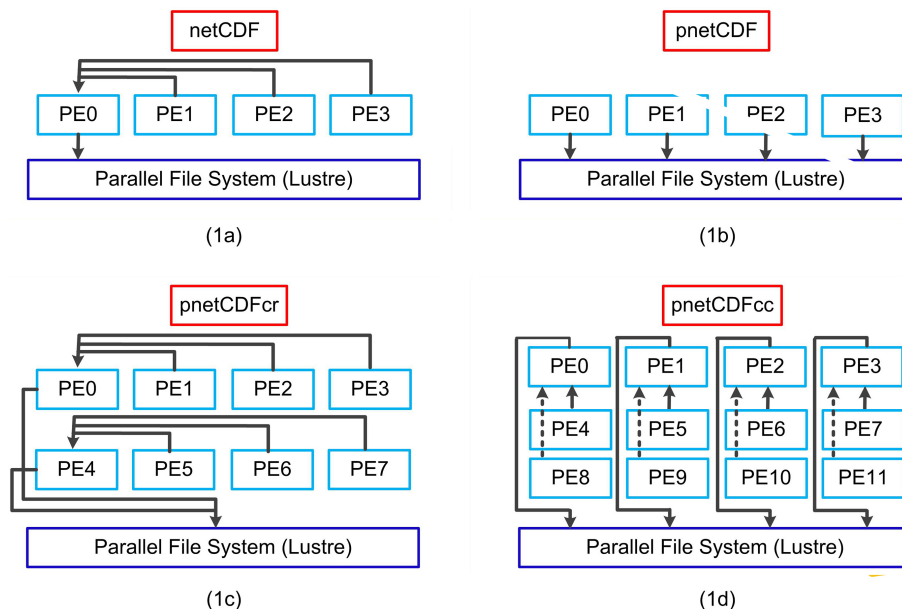 netCDF
PE0 PE1 PE2 PE3
Parallel File System (Lustre)
(1a)
pnetCDF
PE0 PE1 PE2 PE3
Parallel File System (Lustre)
(1b)
pnetCDFcr
PE0 PE1 PE2 PE3
PE4 PE5 PE6 PE7
Parallel File System (Lustre)
(1c)
pnetCDFcc
PE0 PE1 PE2 PE3
PE4 PE5 PE6 PE7
PE8 PE9 PE10 PE11
Parallel File System (Lustre)
(1d)